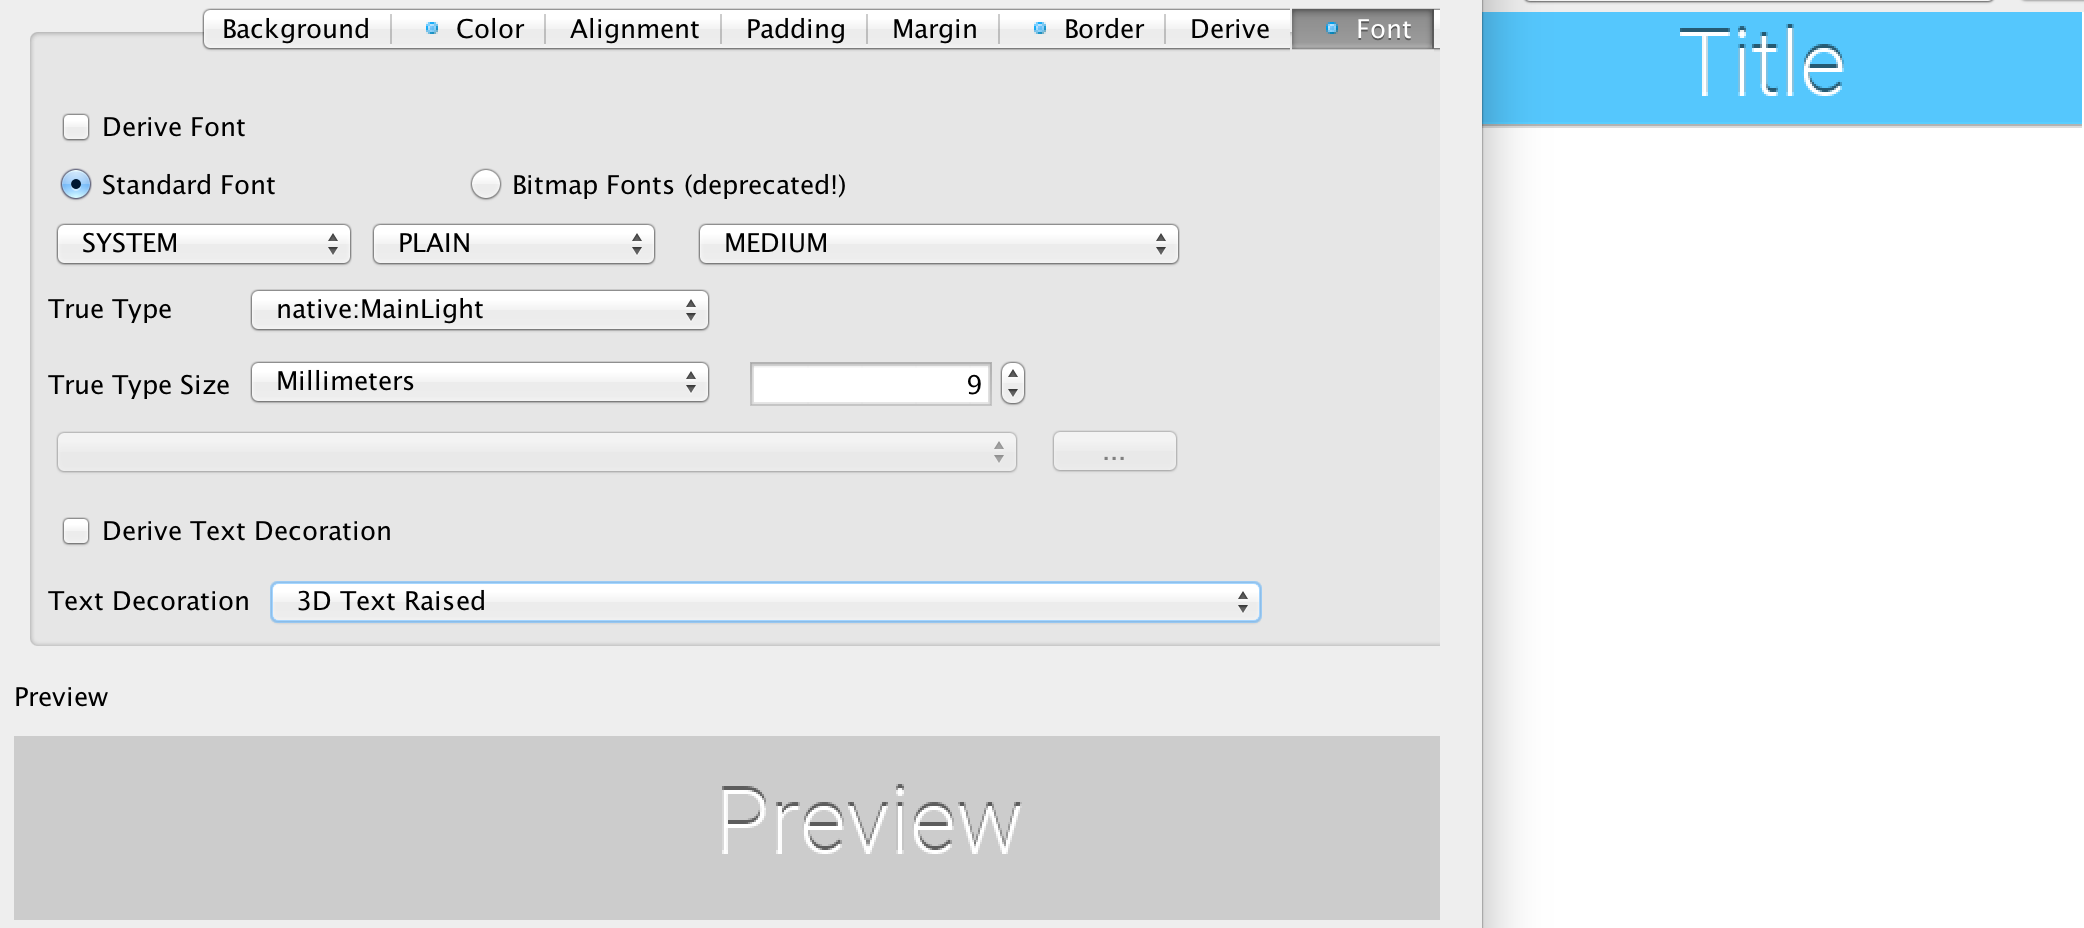 Background Color Alignment Padding Margin Border Derive Font
Title
Derive Font
Standard Font Bitmap Fonts (deprecated!)
SYSTEM PLAIN MEDIUM
True Type native:MainLight
True Type Size Millimeters 9
...
Derive Text Decoration
Text Decoration 3D Text Raised
Preview
Preview